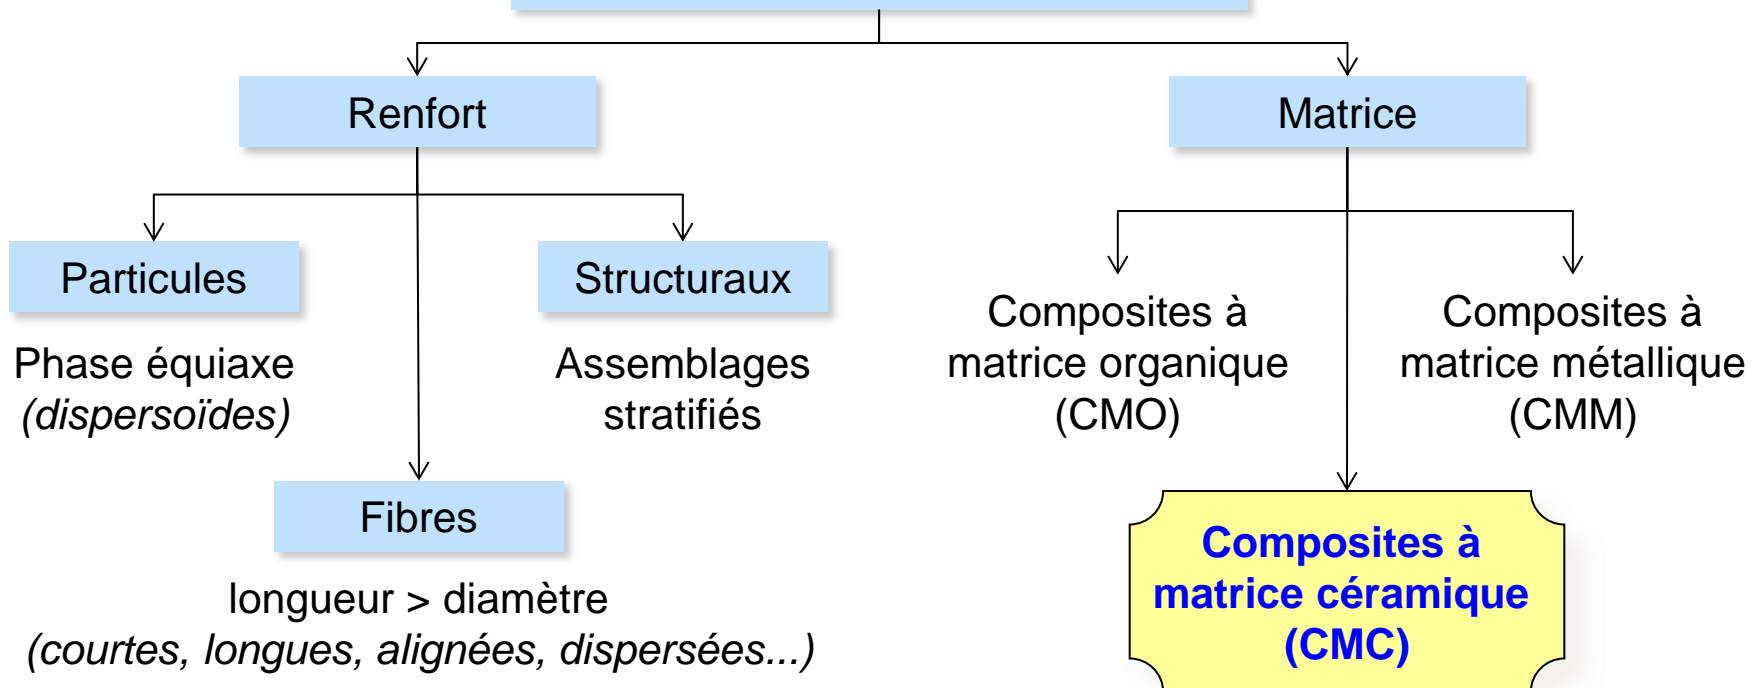 Renfort
Matrice
Particules
Structuraux
Phase équiaxe
(dispersoïdes)
Assemblages
stratifiés
Composites à
matrice organique
(CMO)
Composites à
matrice métallique
(CMM)
Fibres
longueur > diamètre
(courtes, longues, alignées, dispersées...)
Composites à
matrice céramique
(CMC)